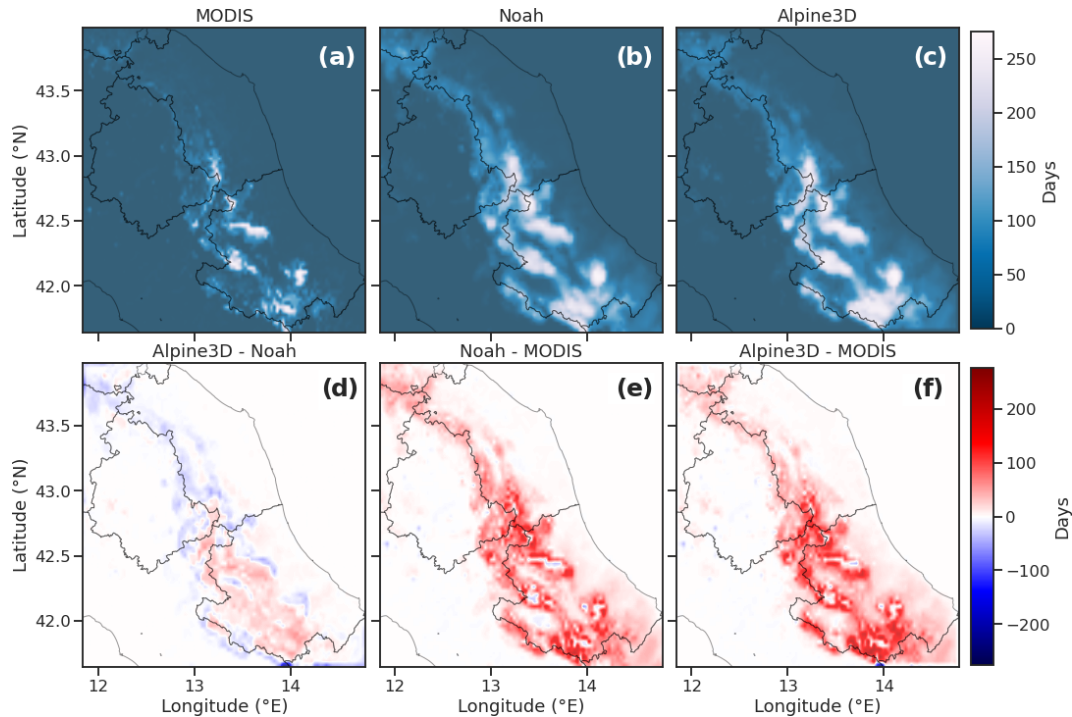 MODIS
Noah
Alpine3D
(a)
(b)
(c)
Latitude (°N)
43.5
43.0
42.5
42.0
250
200
150
100
50
0
Days
Alpine3D - Noah
Noah - MODIS
Alpine3D - MODIS
(d)
(e)
(f)
Latitude (°N)
43.5
43.0
42.5
42.0
200
100
0
−100
−200
Days
12 13 14
12 13 14
12 13 14
Longitude (°E)
Longitude (°E)
Longitude (°E)